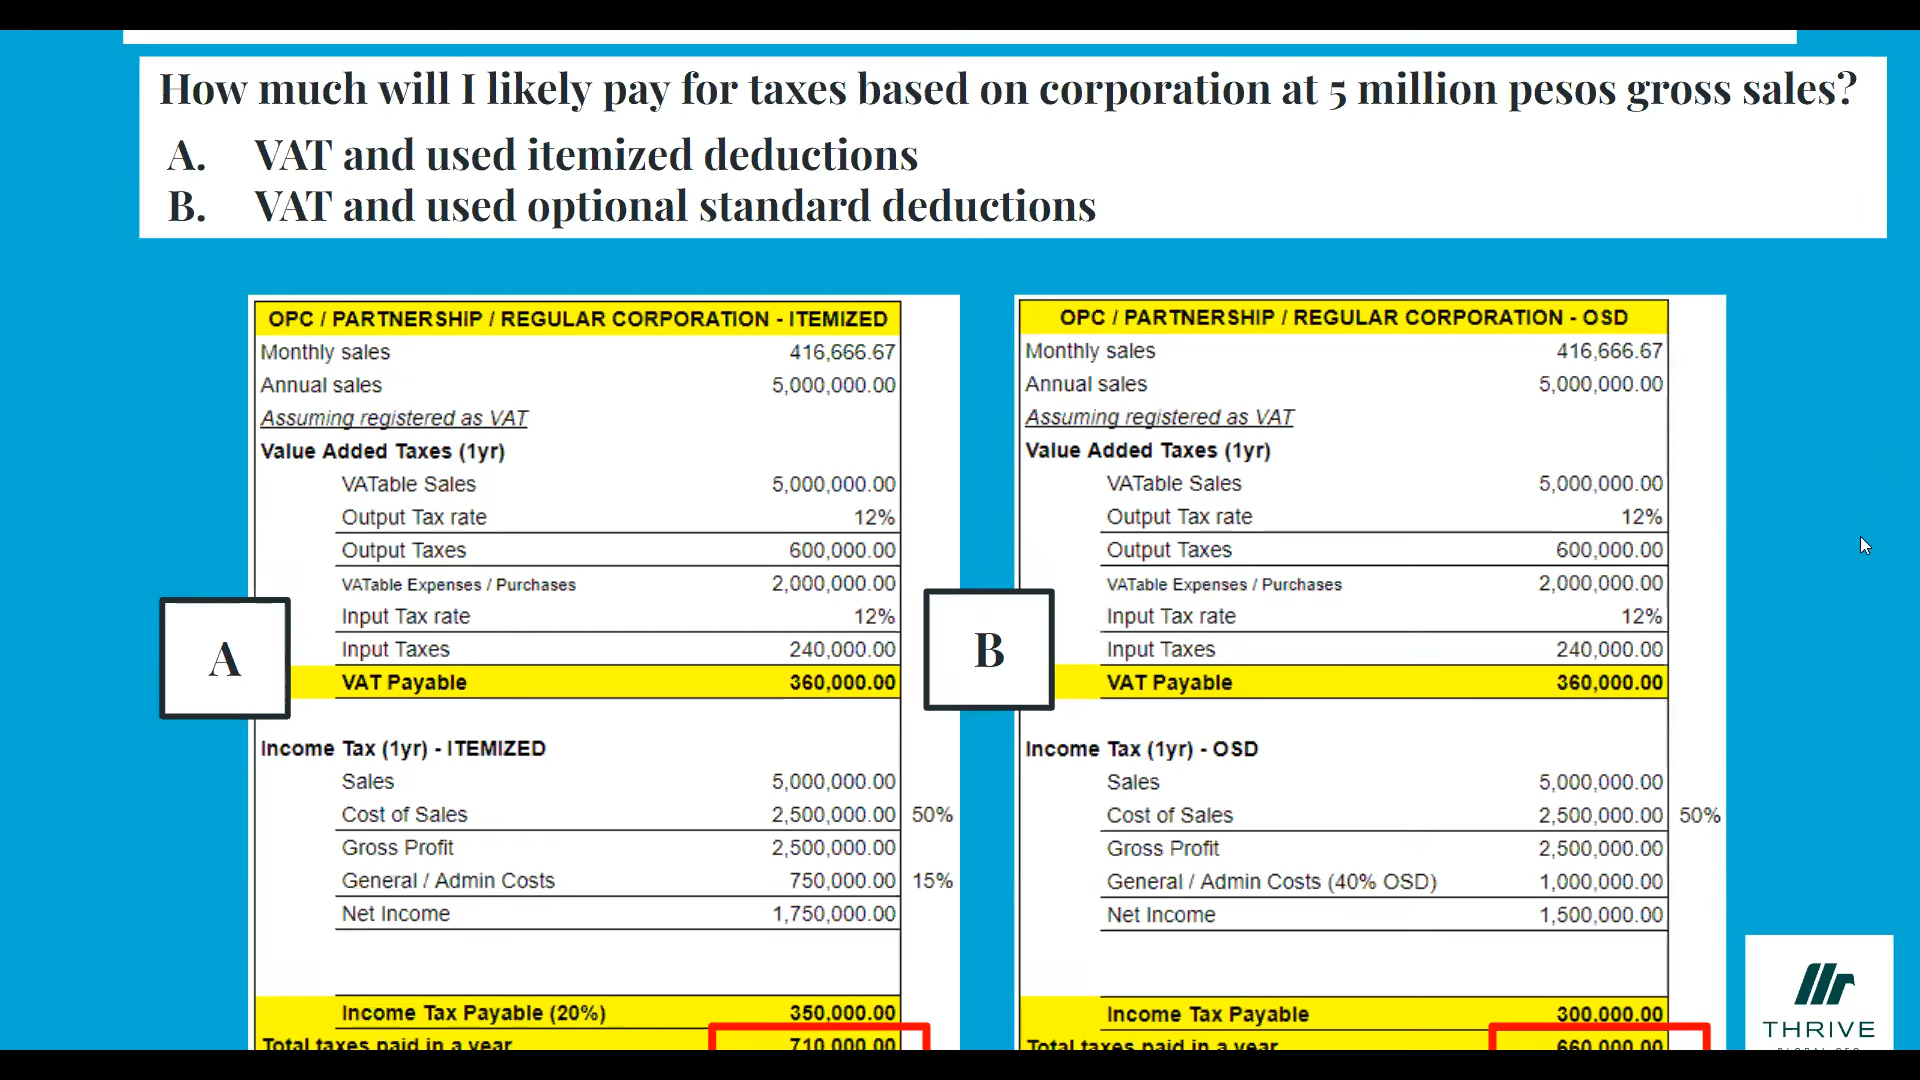 How much will I likely pay for taxes based on corporation at 5 million pesos gross sales?
A. VAT and used itemized deductions
B. VAT and used optional standard deductions
A
OPC / PARTNERSHIP / REGULAR CORPORATION - ITEMIZED
Monthly sales 416,666.67
Annual sales 5,000,000.00
Assuming registered as VAT
Value Added Taxes (1yr)
VATable Sales 5,000,000.00
Output Tax rate 12%
Output Taxes 600,000.00
VATable Expenses / Purchases 2,000,000.00
Input Tax rate 12%
Input Taxes 240,000.00
VAT Payable 360,000.00
Income Tax (1yr) - ITEMIZED
Sales 5,000,000.00
Cost of Sales 2,500,000.00 50%
Gross Profit 2,500,000.00
General / Admin Costs 750,000.00 15%
Net Income 1,750,000.00
Income Tax Payable (20%) 350,000.00
Total taxes paid in a year 710,000.00
B
OPC / PARTNERSHIP / REGULAR CORPORATION - OSD
Monthly sales 416,666.67
Annual sales 5,000,000.00
Assuming registered as VAT
Value Added Taxes (1yr)
VATable Sales 5,000,000.00
Output Tax rate 12%
Output Taxes 600,000.00
VATable Expenses / Purchases 2,000,000.00
Input Tax rate 12%
Input Taxes 240,000.00
VAT Payable 360,000.00
Income Tax (1yr) - OSD
Sales 5,000,000.00
Cost of Sales 2,500,000.00 50%
Gross Profit 2,500,000.00
General / Admin Costs (40% OSD) 1,000,000.00
Net Income 1,500,000.00
Income Tax Payable 300,000.00
Total taxes paid in a year 660,000.00
THRIVE